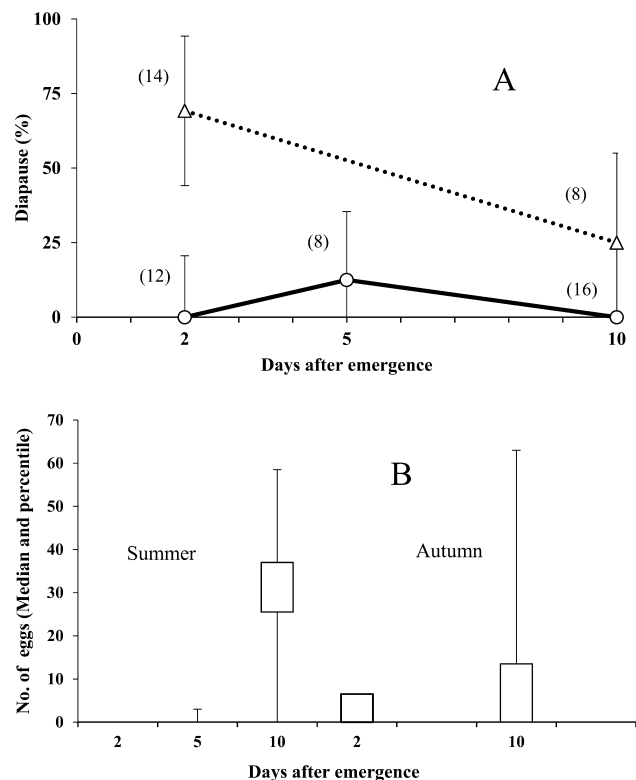 100
75
50
25
0
Diapause (%)
A
(14)
(12)
(8)
(8)
(16)
0 2 5 10
Days after emergence
70
60
50
40
30
20
10
0
No. of eggs (Median and percentile)
B
Summer
Autumn
2 5 10 2 10
Days after emergence